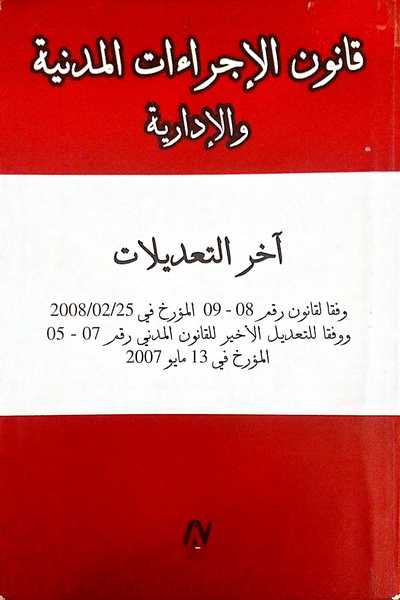 قانون الإجراءات المدنية
والإدارية
آخر التعديلات
وفقا لقانون رقم 08 - 09 المؤرخ في 2008/02/25
ووفقا للتعديل الأخير للقانون المدني رقم 07 - 05
المؤرخ في 13 مايو 2007